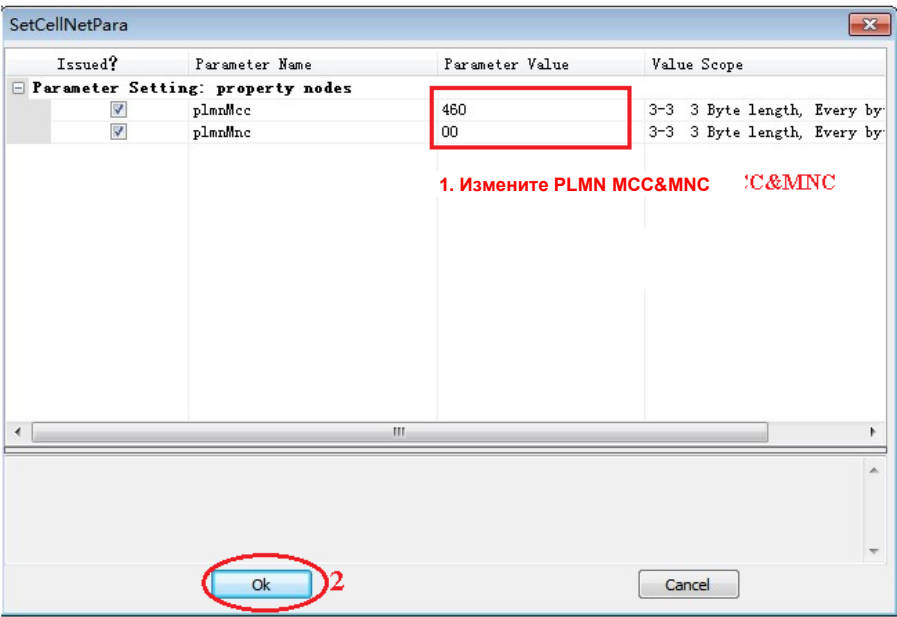 SetCellNetPara
Issued? Parameter Name Parameter Value Value Scope
Parameter Setting: property nodes
plmnMcc 460 3-3 3 Byte length, Every by
plmnMnc 00 3-3 3 Byte length, Every by
1. Измените PLMN MCC&MNC C&MNC
Ok 2 Cancel